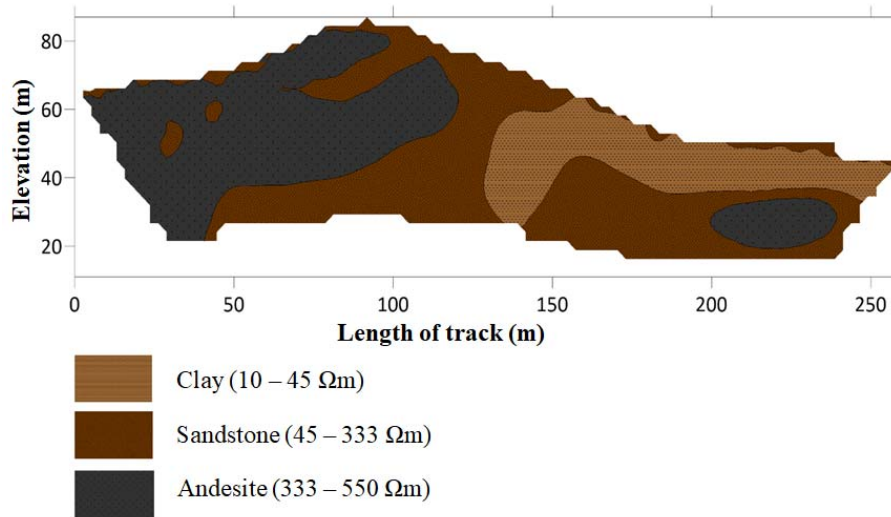 80
60
40
20
Elevation (m)
0 50 100 150 200 250
Length of track (m)
Clay (10 – 45 Ωm)
Sandstone (45 – 333 Ωm)
Andesite (333 – 550 Ωm)